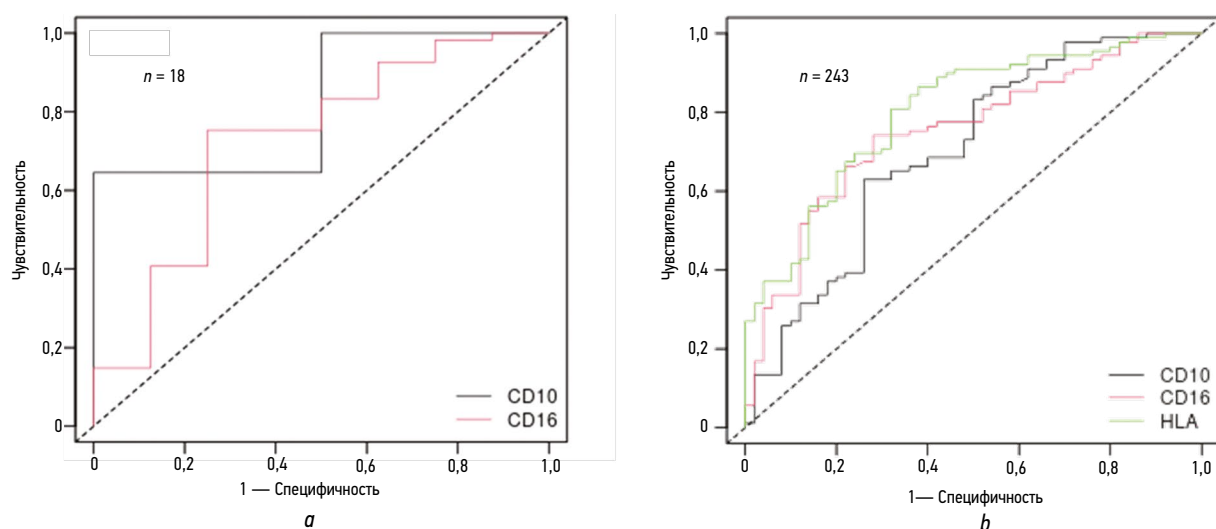 1,0
0,8
0,6
0,4
0,2
0
Чувствительность
n = 18
CD10
CD16
0 0,2 0,4 0,6 0,8 1,0
1 — Специфичность
a
1,0
0,8
0,6
0,4
0,2
0
Чувствительность
n = 243
CD10
CD16
HLA
0 0,2 0,4 0,6 0,8 1,0
1— Специфичность
b